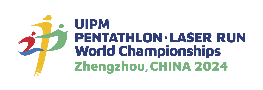 UIPM
PENTATHLON·LASER RUN
World Championships
Zhengzhou, CHINA 2024